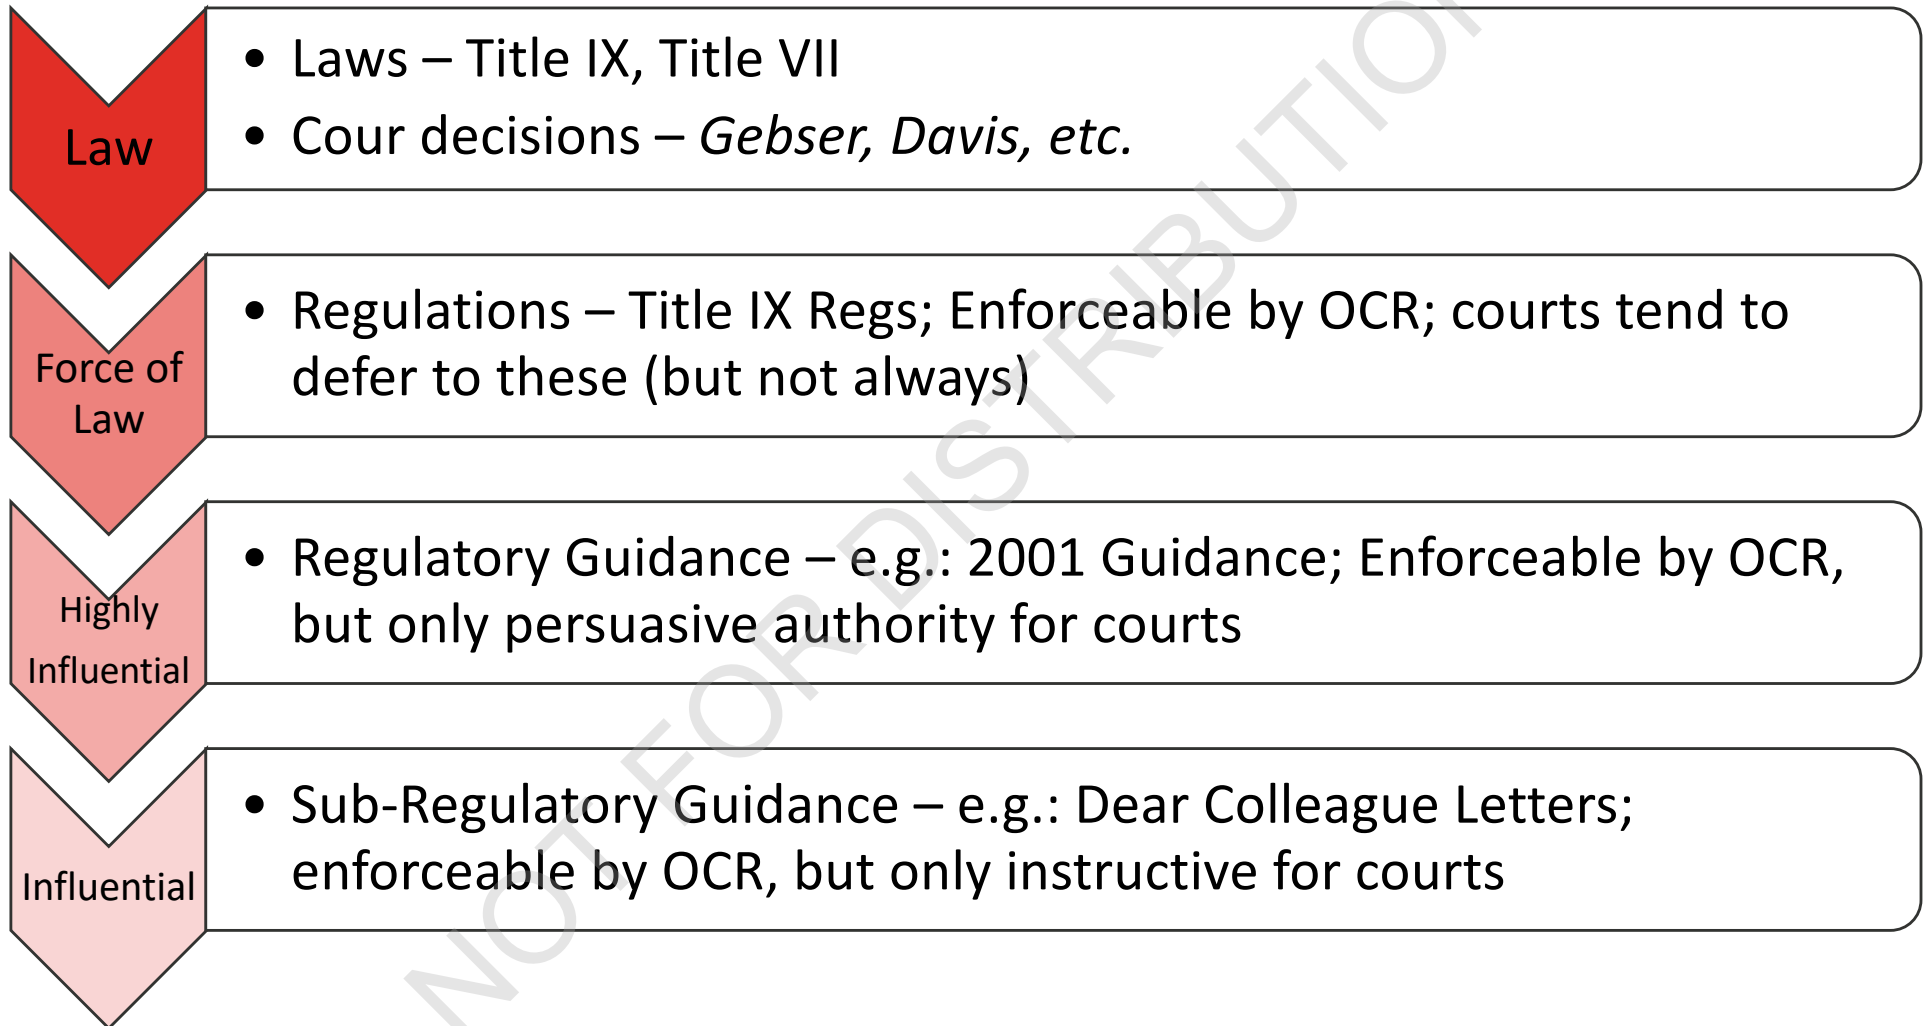 Law
• Laws – Title IX, Title VII
• Cour decisions – Gebser, Davis, etc.
Force of
Law
• Regulations – Title IX Regs; Enforceable by OCR; courts tend to
defer to these (but not always)
Highly
Influential
• Regulatory Guidance – e.g.: 2001 Guidance; Enforceable by OCR,
but only persuasive authority for courts
Influential
• Sub-Regulatory Guidance – e.g.: Dear Colleague Letters;
enforceable by OCR, but only instructive for courts
NOT FOR DISTRIBUTION